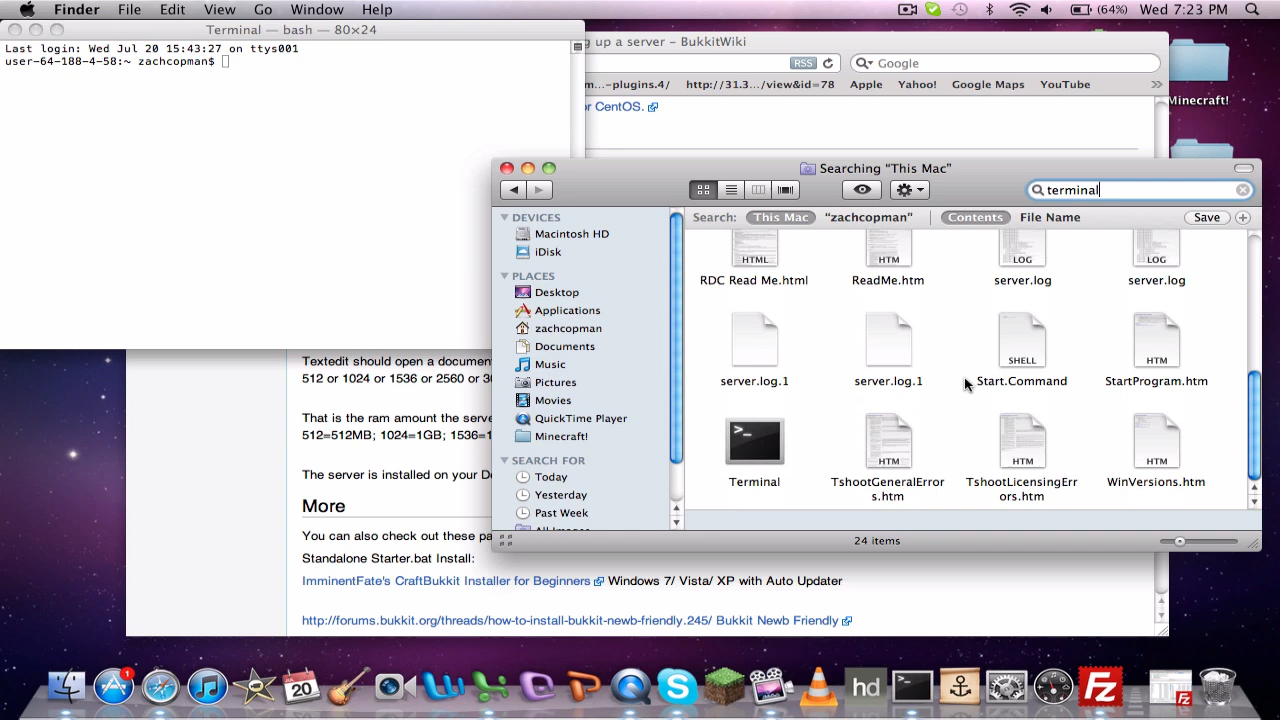 Finder File Edit View Go Window Help
(64%) Wed 7:23 PM
Terminal — bash — 80×24
Last login: Wed Jul 20 15:43:27 on ttys001
user-64-188-4-58:~ zachcopman$
g up a server - BukkitWiki
RSS
Google
m...-plugins.4/ http://31.3.../view&id=78 Apple Yahoo! Google Maps YouTube
or CentOS.
Minecraft!
Searching “This Mac”
terminal
Search: This Mac “zachcopman” Contents File Name Save
DEVICES
Macintosh HD
iDisk
PLACES
Desktop
Applications
zachcopman
Documents
Music
Pictures
Movies
QuickTime Player
Minecraft!
SEARCH FOR
Today
Yesterday
Past Week
All Images
HTML HTM LOG LOG
RDC Read Me.html ReadMe.htm server.log server.log
SHELL HTM
server.log.1 server.log.1 Start.Command StartProgram.htm
HTM HTM HTM
Terminal TshootGeneralErrors.htm TshootLicensingErrors.htm WinVersions.htm
24 items
Textedit should open a documen
512 or 1024 or 1536 or 2560 or 30
That is the ram amount the serve
512=512MB; 1024=1GB; 1536=1
The server is installed on your De
More
You can also check out these pa
Standalone Starter.bat Install:
ImminentFate's CraftBukkit Installer for Beginners Windows 7/ Vista/ XP with Auto Updater
http://forums.bukkit.org/threads/how-to-install-bukkit-newb-friendly.245/ Bukkit Newb Friendly
1
JUL
20
hd
Fz
Fz